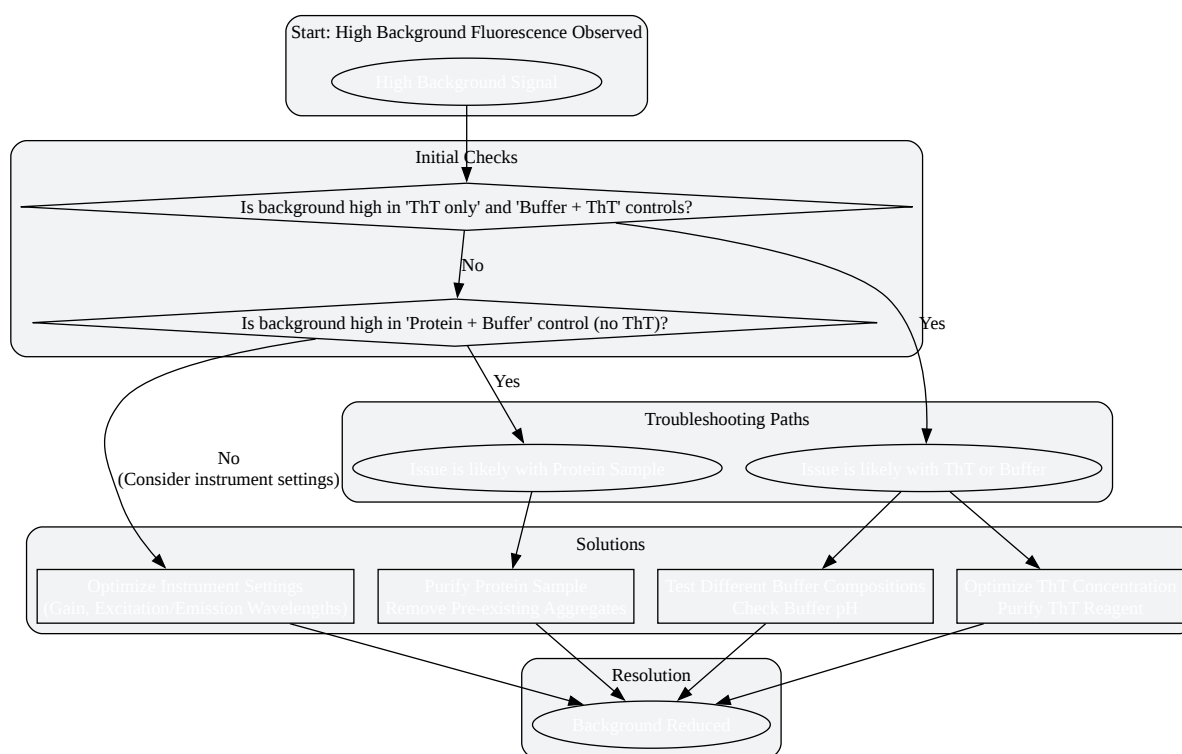 Start: High Background Fluorescence Observed
High Background Signal
Initial Checks
Is background high in 'ThT only' and 'Buffer + ThT' controls?
No
Is background high in 'Protein + Buffer' control (no ThT)?
Yes
Yes
Troubleshooting Paths
No
(Consider instrument settings)
Issue is likely with Protein Sample
Issue is likely with ThT or Buffer
Solutions
Optimize Instrument Settings
(Gain, Excitation/Emission Wavelengths)
Purify Protein Sample
Remove Pre-existing Aggregates
Test Different Buffer Compositions
Check Buffer pH
Optimize ThT Concentration
Purify ThT Reagent
Resolution
Background Reduced